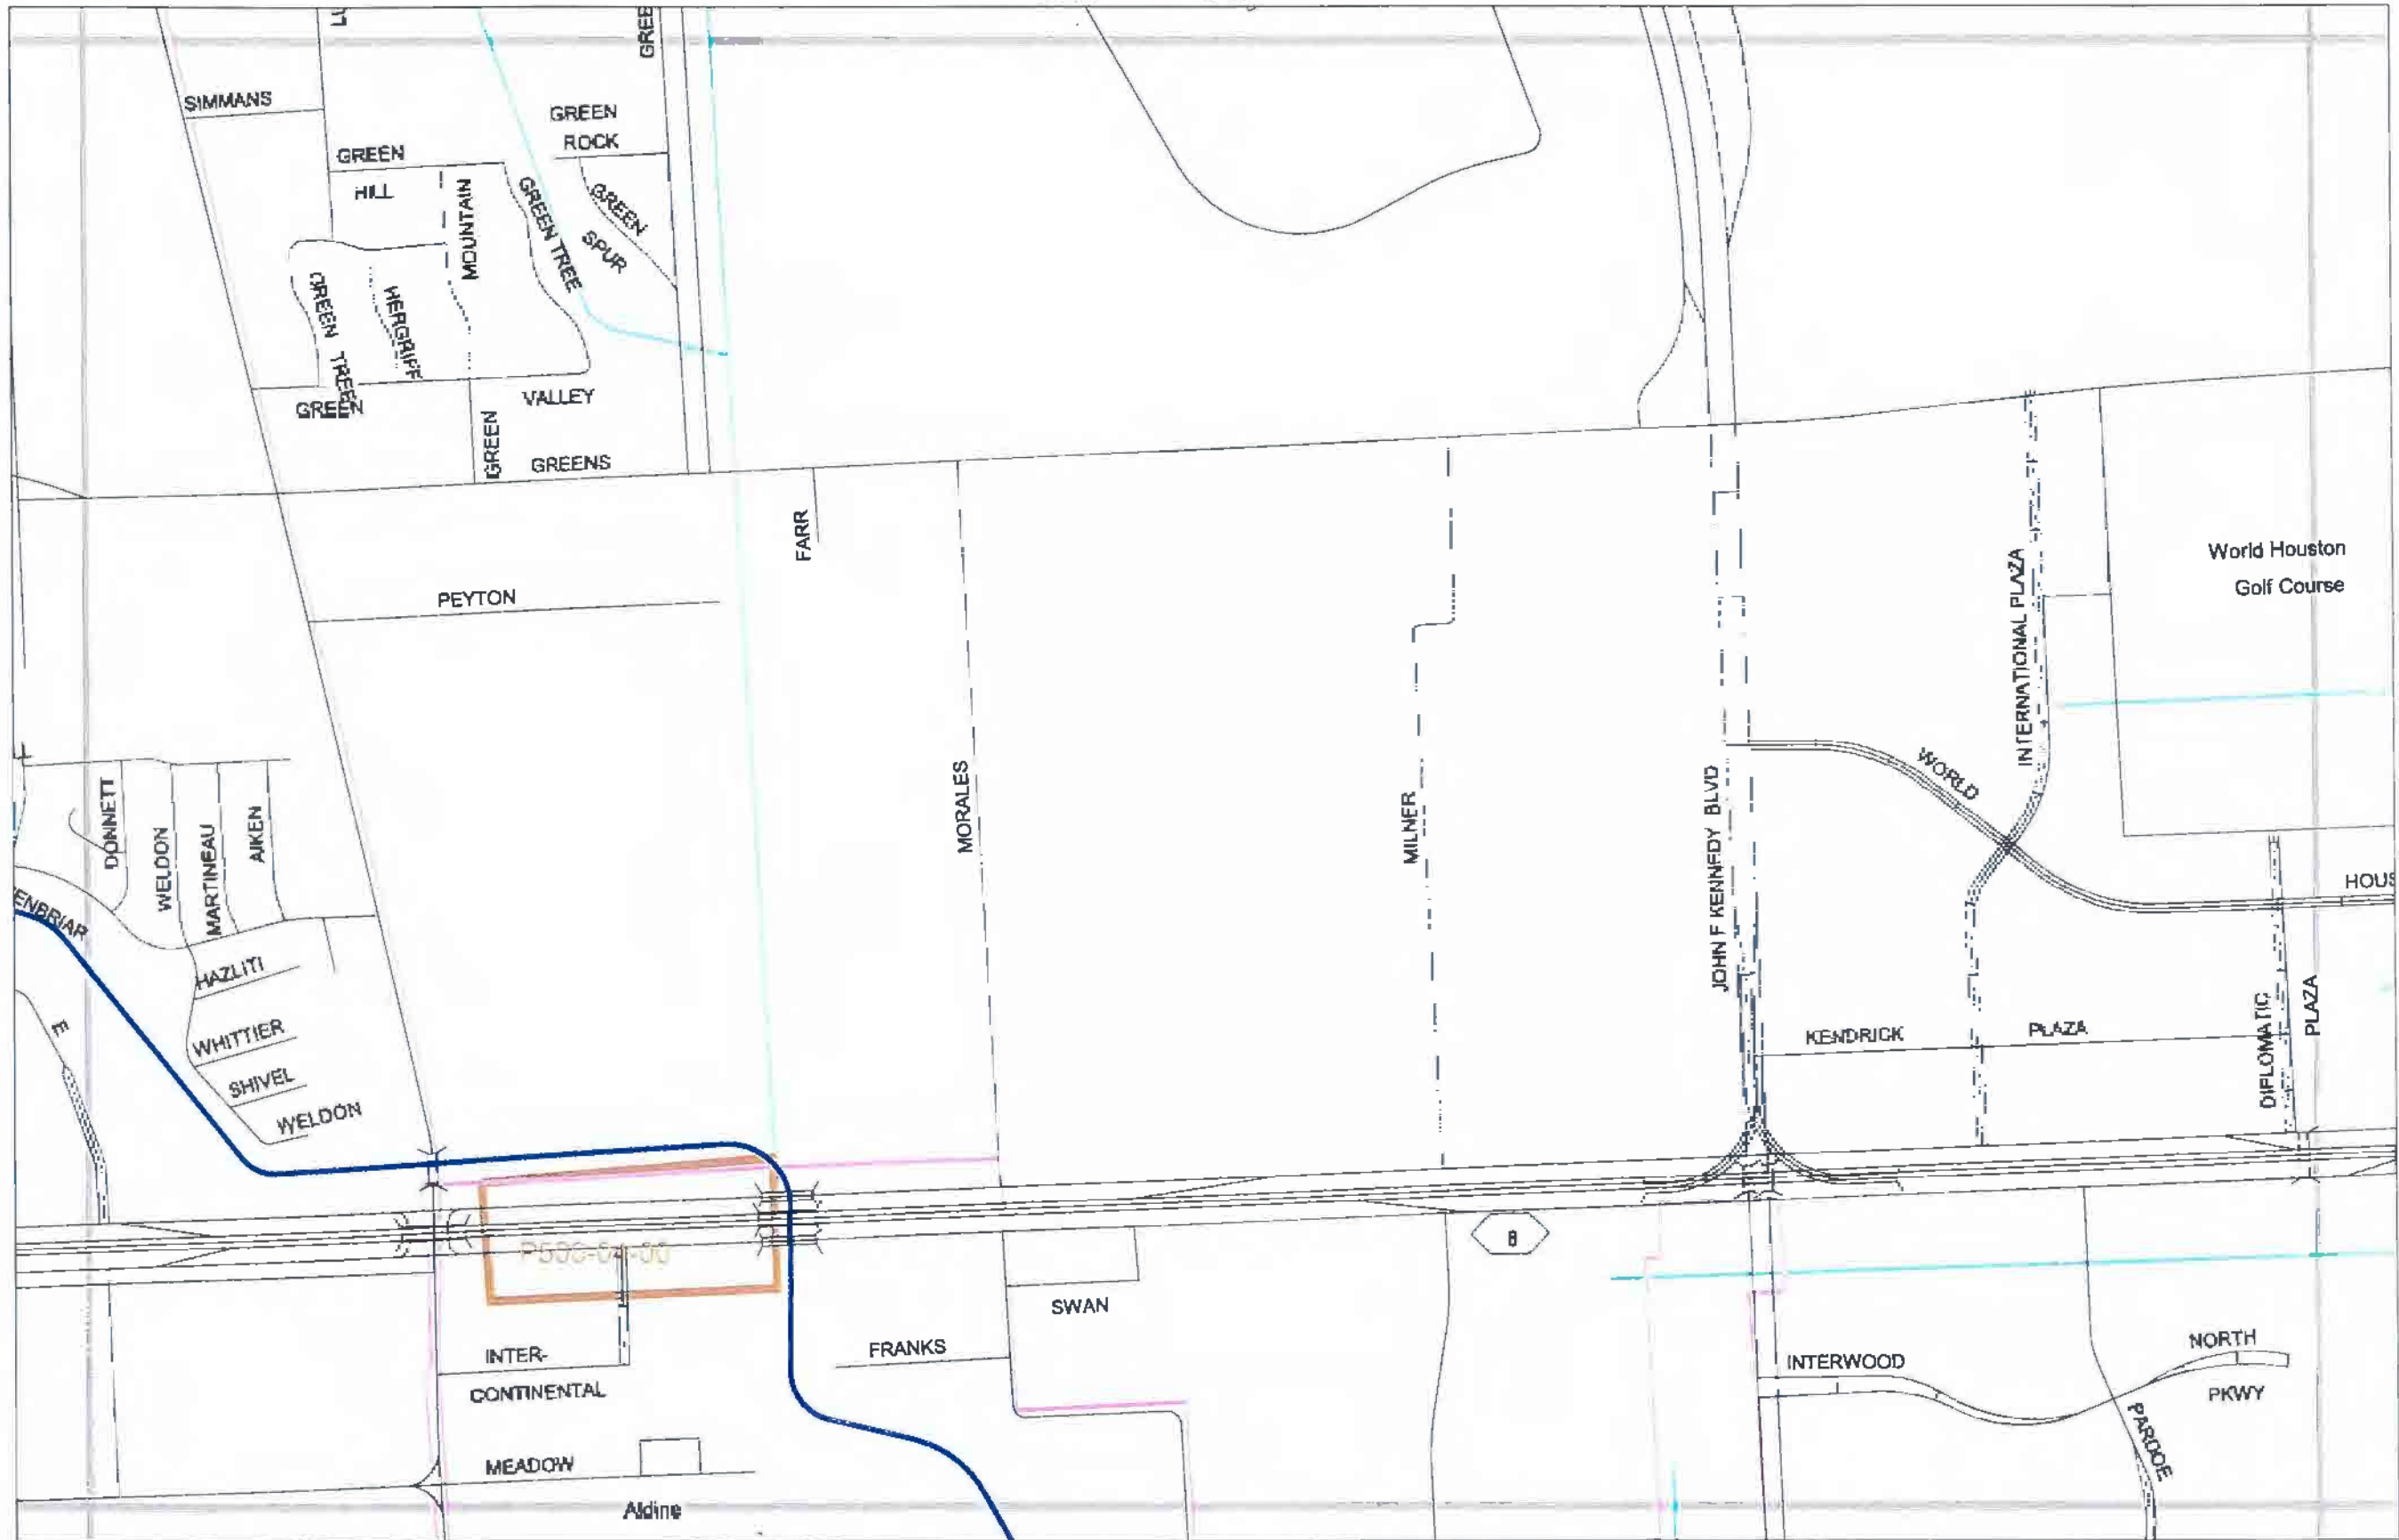 SIMMANS
GREEN
ROCK
GREEN
HILL
MOUNTAIN
GREEN TREE
GREEN
SPUR
GREEN TREE
GREEN
VALLEY
GREEN
GREENS
FARR
PEYTON
World Houston
Golf Course
INTERNATIONAL PLAZA
WORLD
HOUS
DONNETT
WELDON
MARTINEAU
AIKEN
MORALES
MILNER
JOHN F KENNEDY BLVD
ENBRIAR
HAZLITI
E
WHITTIER
SHIVEL
WELDON
KENDRICK
PLAZA
DIPLOMATIC
PLAZA
8
SWAN
INTER-
CONTINENTAL
FRANKS
INTERWOOD
NORTH
PKWY
PARDOE
MEADOW
Aldine